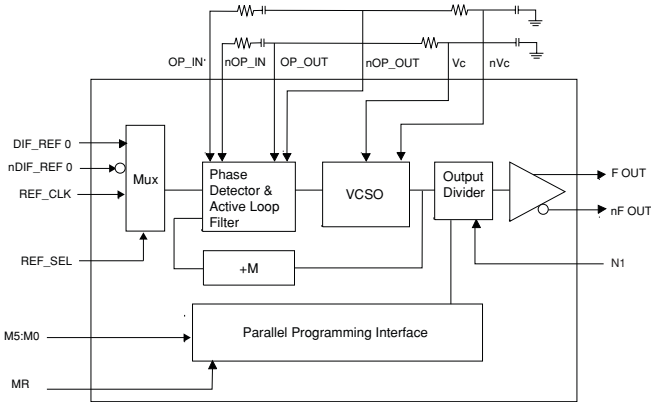 OP_IN nOP_IN OP_OUT nOP_OUT Vc nVc
DIF_REF 0
nDIF_REF 0
REF_CLK
REF_SEL
Mux
Phase
Detector &
Active Loop
Filter
VCSO
Output
Divider
F OUT
nF OUT
N1
+M
M5:M0
Parallel Programming Interface
MR